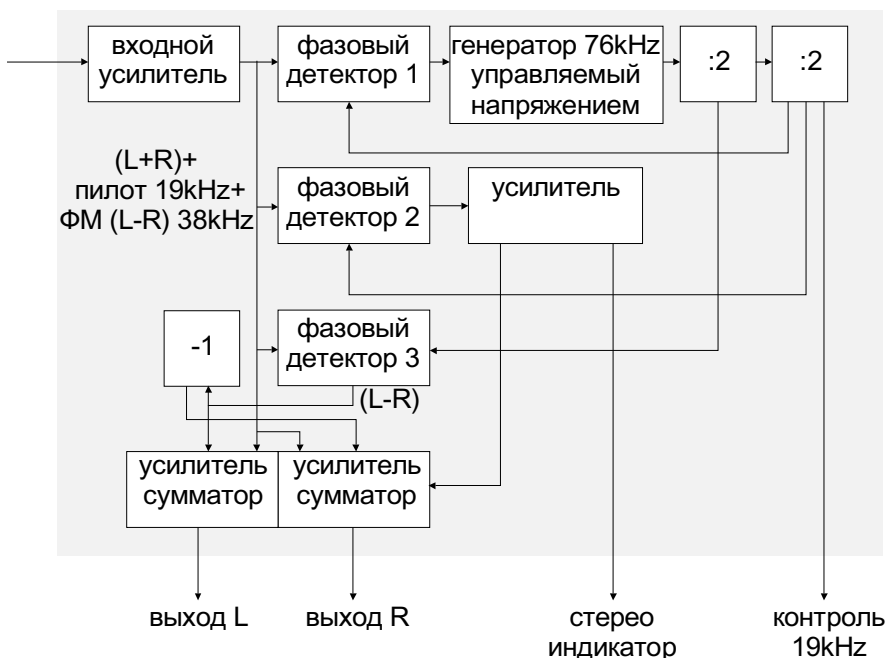 входной
усилитель
фазовый
детектор 1
генератор 76kHz
управляемый
напряжением
:2
:2
(L+R)+
пилот 19kHz+
ФМ (L-R) 38kHz
фазовый
детектор 2
усилитель
-1
фазовый
детектор 3
(L-R)
усилитель
сумматор
усилитель
сумматор
выход L
выход R
стерео
индикатор
контроль
19kHz